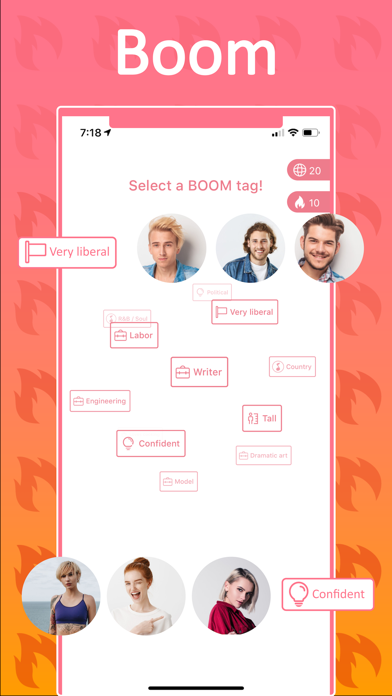 Boom
7:18
20
Select a BOOM tag!
10
Very liberal
Political
Very liberal
R&B / Soul
Labor
Country
Writer
Engineering
Tall
Confident
Dramatic art
Model
Confident